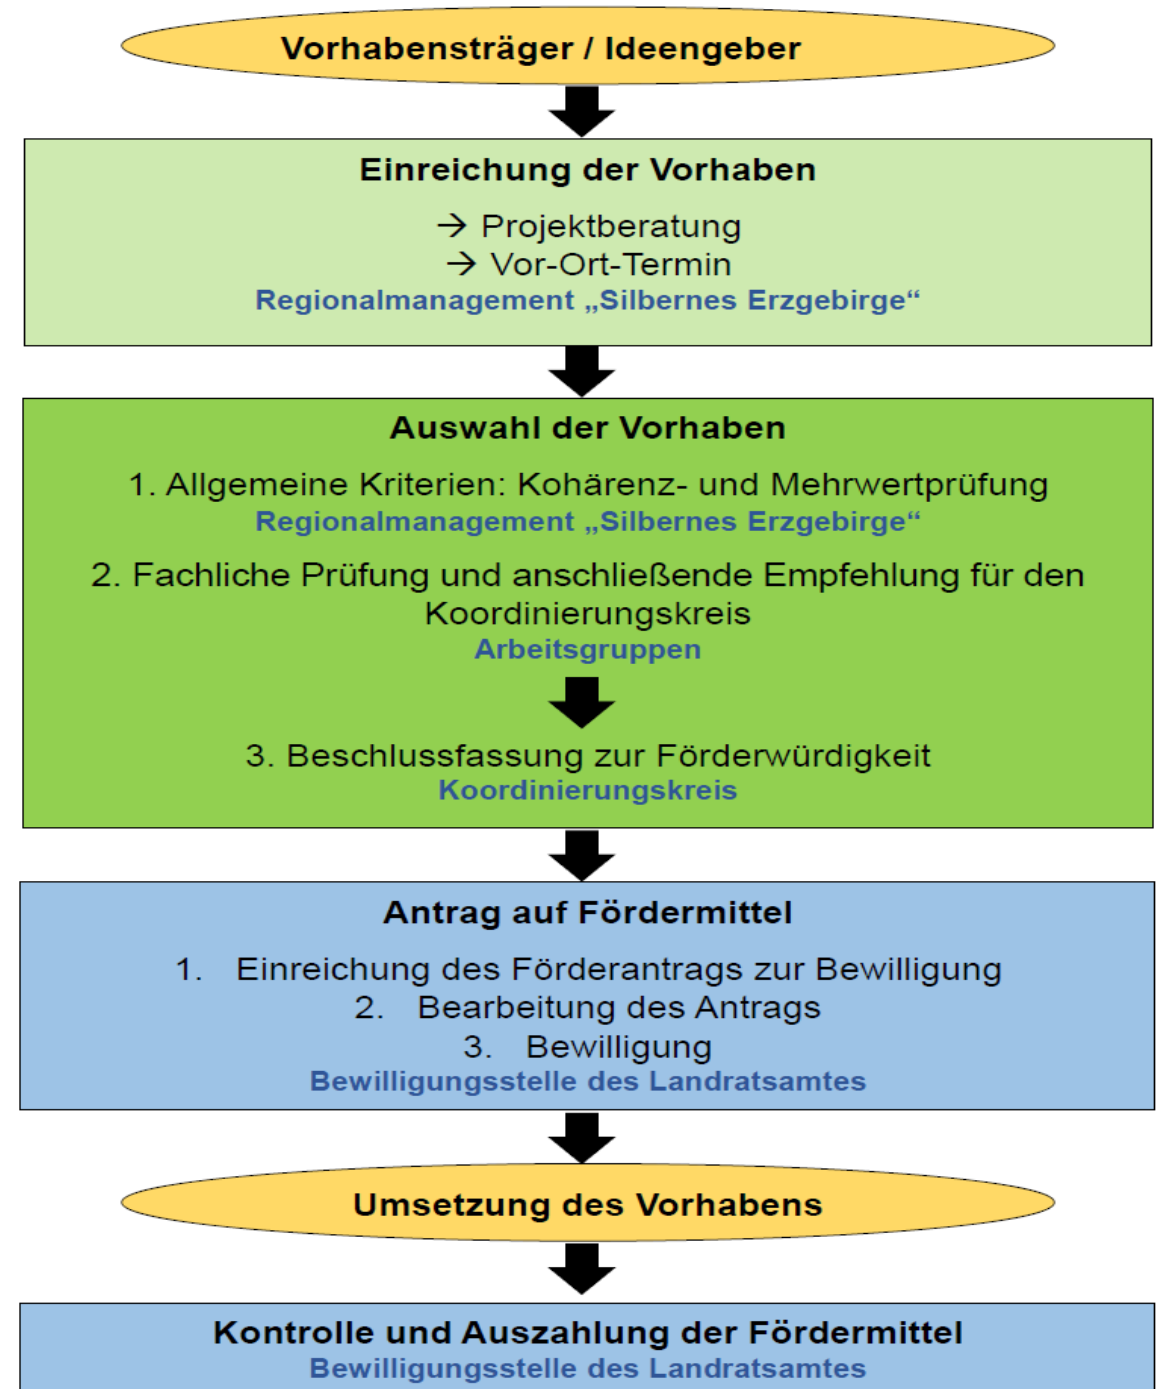 Vorhabensträger / Ideengeber
Einreichung der Vorhaben
→ Projektberatung
→ Vor-Ort-Termin
Regionalmanagement „Silbernes Erzgebirge“
Auswahl der Vorhaben
1. Allgemeine Kriterien: Kohärenz- und Mehrwertprüfung
Regionalmanagement „Silbernes Erzgebirge“
2. Fachliche Prüfung und anschließende Empfehlung für den
Koordinierungskreis
Arbeitsgruppen
3. Beschlussfassung zur Förderwürdigkeit
Koordinierungskreis
Antrag auf Fördermittel
1. Einreichung des Förderantrags zur Bewilligung
2. Bearbeitung des Antrags
3. Bewilligung
Bewilligungsstelle des Landratsamtes
Umsetzung des Vorhabens
Kontrolle und Auszahlung der Fördermittel
Bewilligungsstelle des Landratsamtes